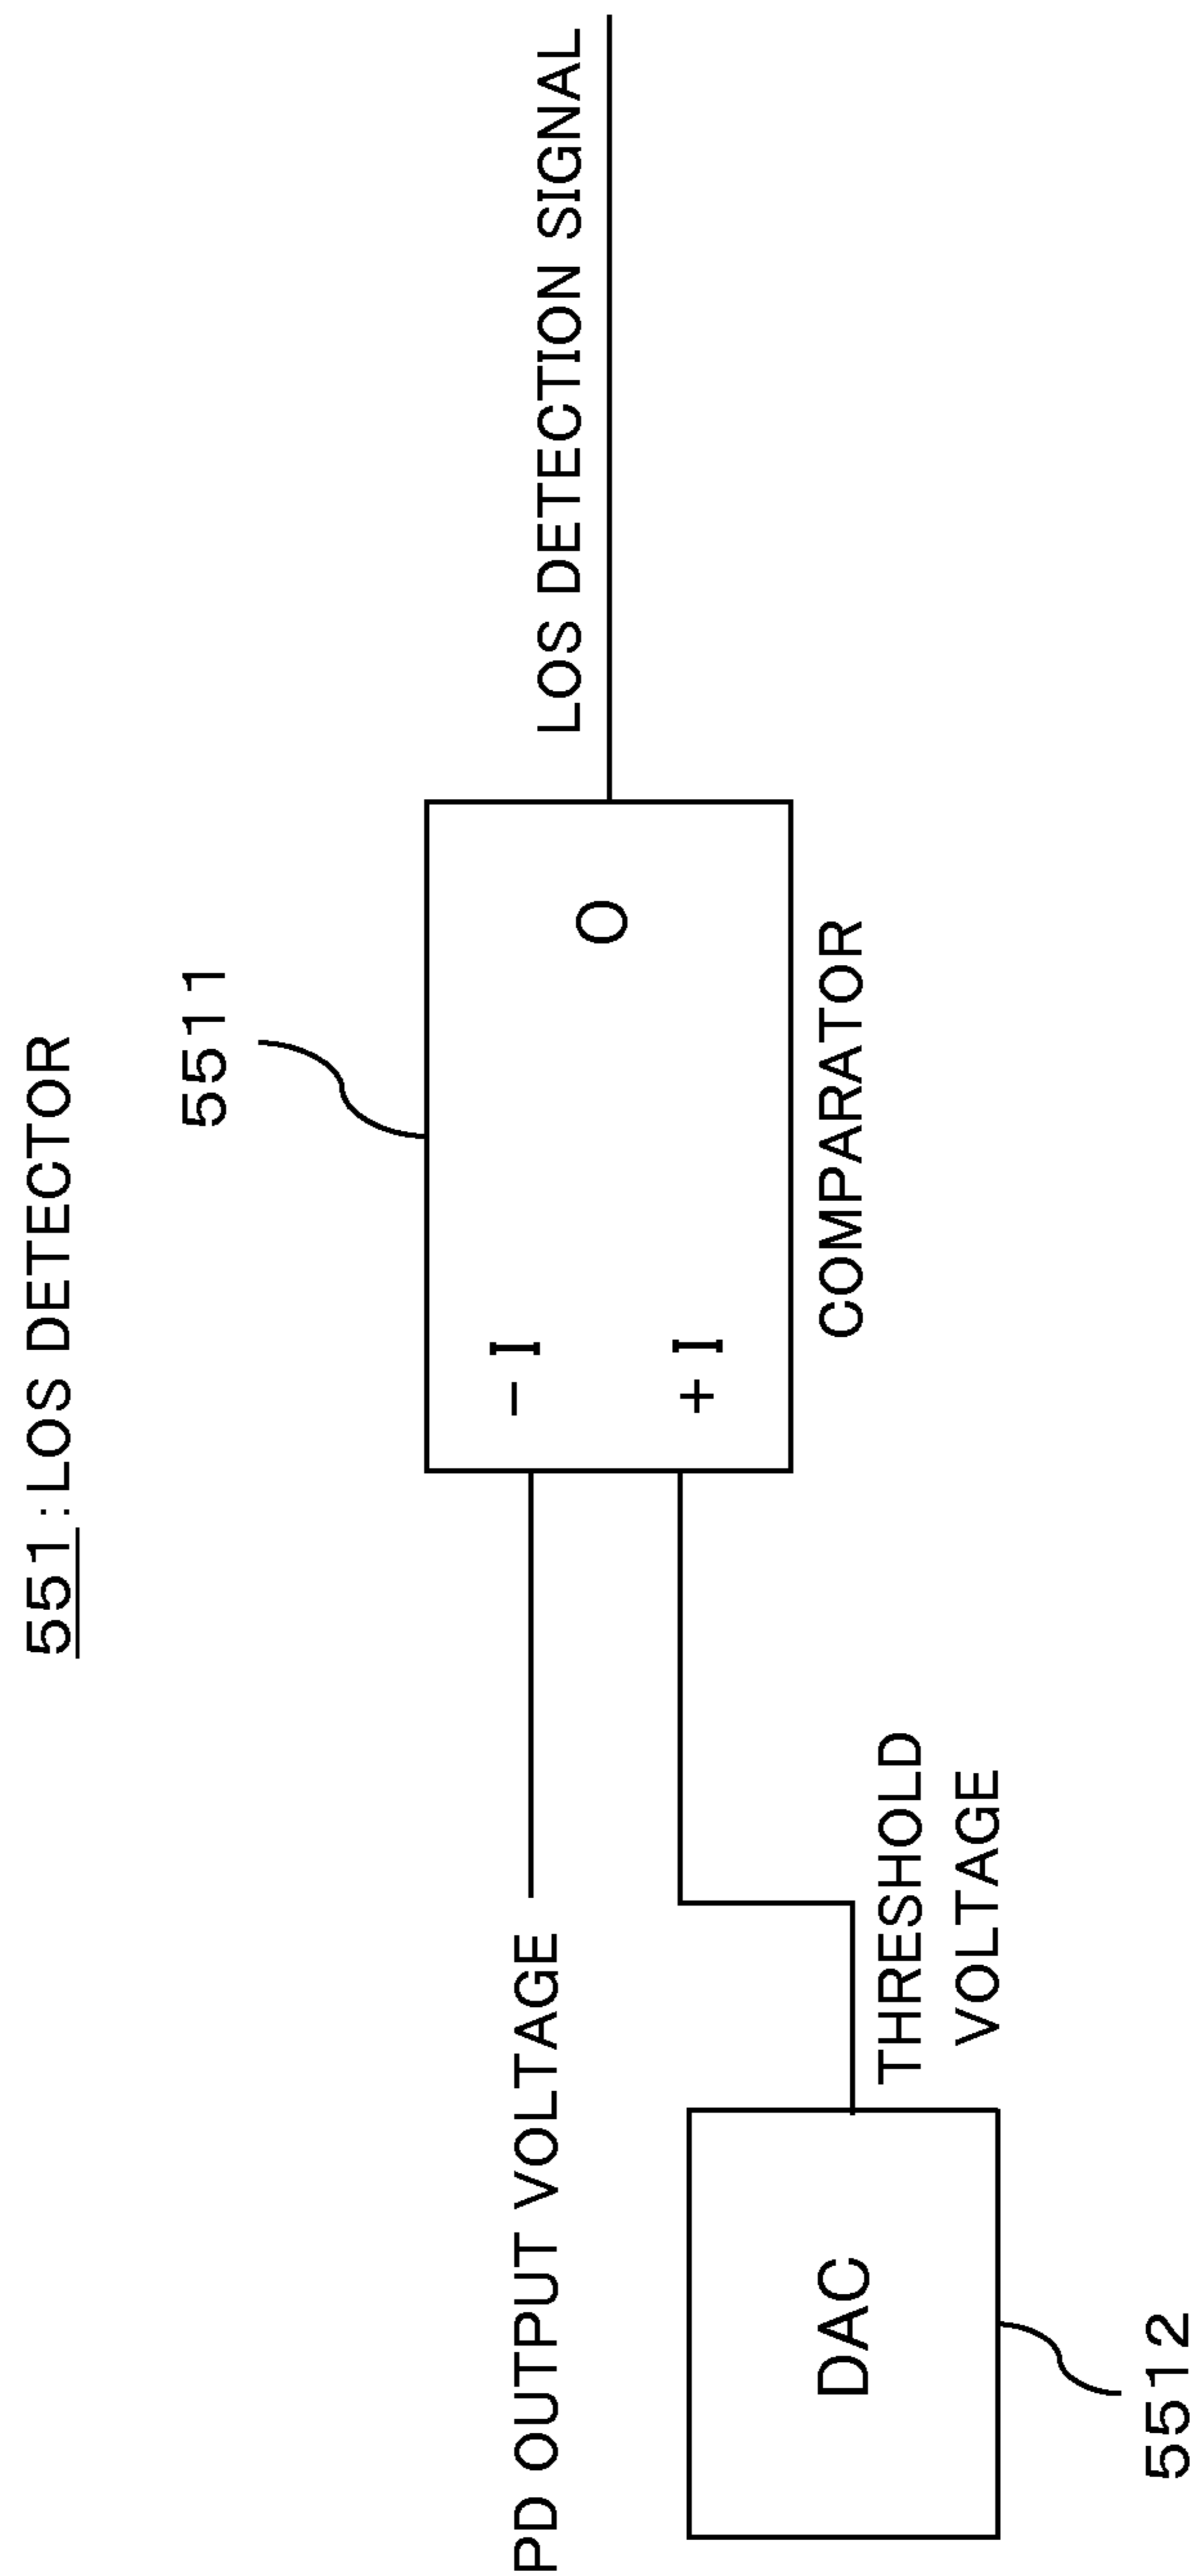 551:LOS DETECTOR
5511
LOS DETECTION SIGNAL
PD OUTPUT VOLTAGE
-I
O
+I
COMPARATOR
THRESHOLD
VOLTAGE
DAC
5512